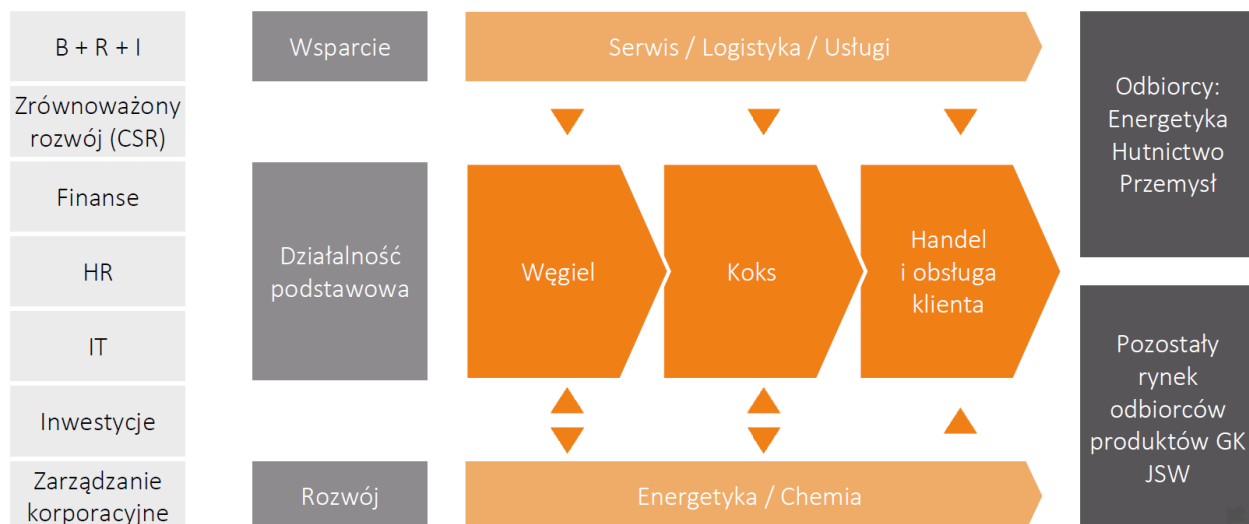 B + R + I
Zrównoważony
rozwój (CSR)
Finanse
HR
IT
Inwestycje
Zarządzanie
korporacyjne
Wsparcie
Serwis / Logistyka / Usługi
Działalność
podstawowa
Węgiel
Koks
Handel
i obsługa
klienta
Rozwój
Energetyka / Chemia
Odbiorcy:
Energetyka
Hutnictwo
Przemysł
Pozostały
rynek
odbiorców
produktów GK
JSW